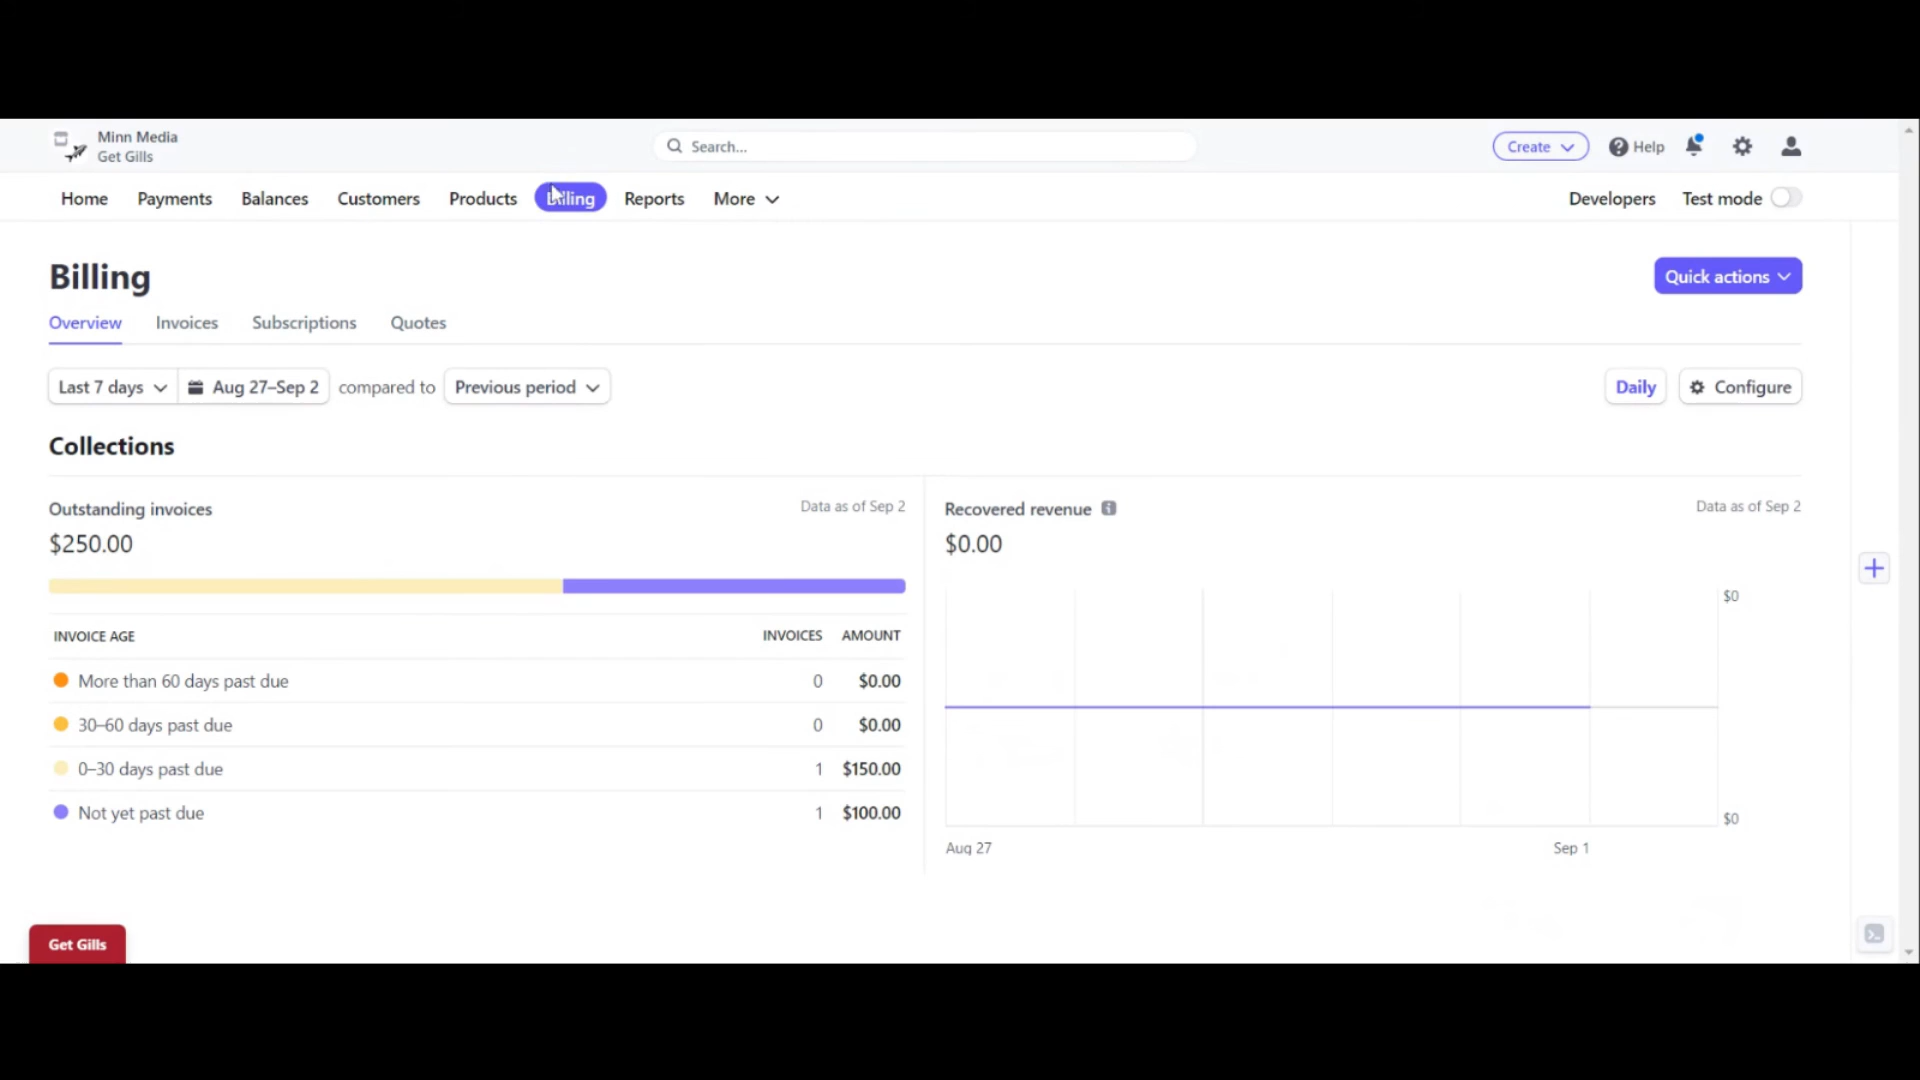 Minn Media
Get Gills
Search...
Create
Help
Home Payments Balances Customers Products Billing Reports More
Developers Test mode
Billing
Quick actions
Overview Invoices Subscriptions Quotes
Last 7 days Aug 27–Sep 2 compared to Previous period
Daily Configure
Collections
Outstanding invoices Data as of Sep 2
$250.00
INVOICE AGE INVOICES AMOUNT
More than 60 days past due 0 $0.00
30–60 days past due 0 $0.00
0–30 days past due 1 $150.00
Not yet past due 1 $100.00
Recovered revenue Data as of Sep 2
$0.00
$0
$0
Aug 27 Sep 1
Get Gills